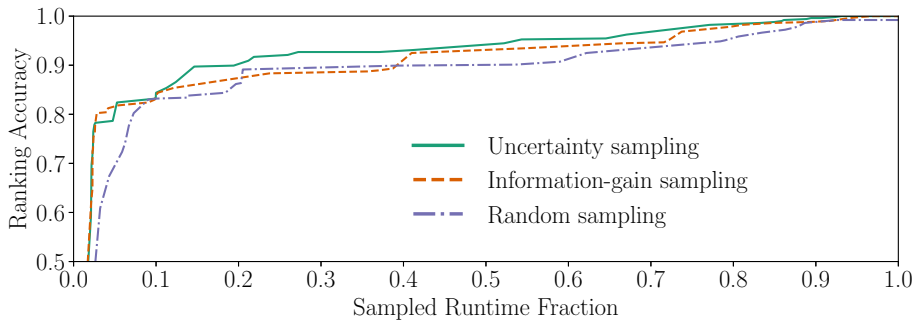 1.0
0.9
0.8
0.7
0.6
0.5
Ranking Accuracy
Uncertainty sampling
Information-gain sampling
Random sampling
0.0 0.1 0.2 0.3 0.4 0.5 0.6 0.7 0.8 0.9 1.0
Sampled Runtime Fraction